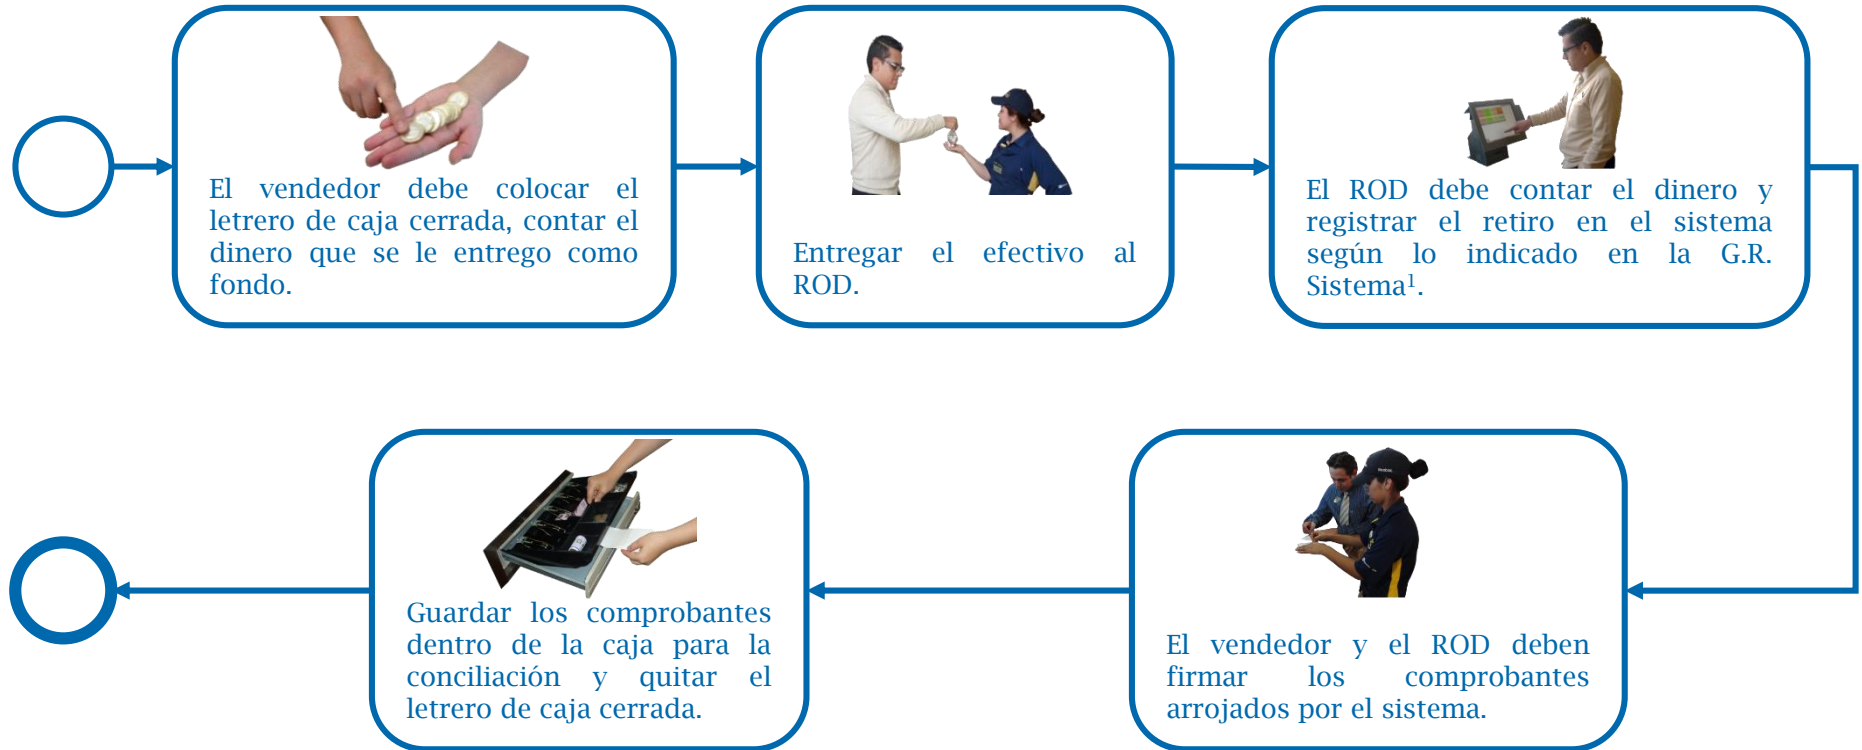 El vendedor debe colocar el
letrero de caja cerrada, contar el
dinero que se le entrego como
fondo.
Entregar el efectivo al
ROD.
El ROD debe contar el dinero y
registrar el retiro en el sistema
según lo indicado en la G.R.
Sistema¹.
El vendedor y el ROD deben
firmar los comprobantes
arrojados por el sistema.
Guardar los comprobantes
dentro de la caja para la
conciliación y quitar el
letrero de caja cerrada.